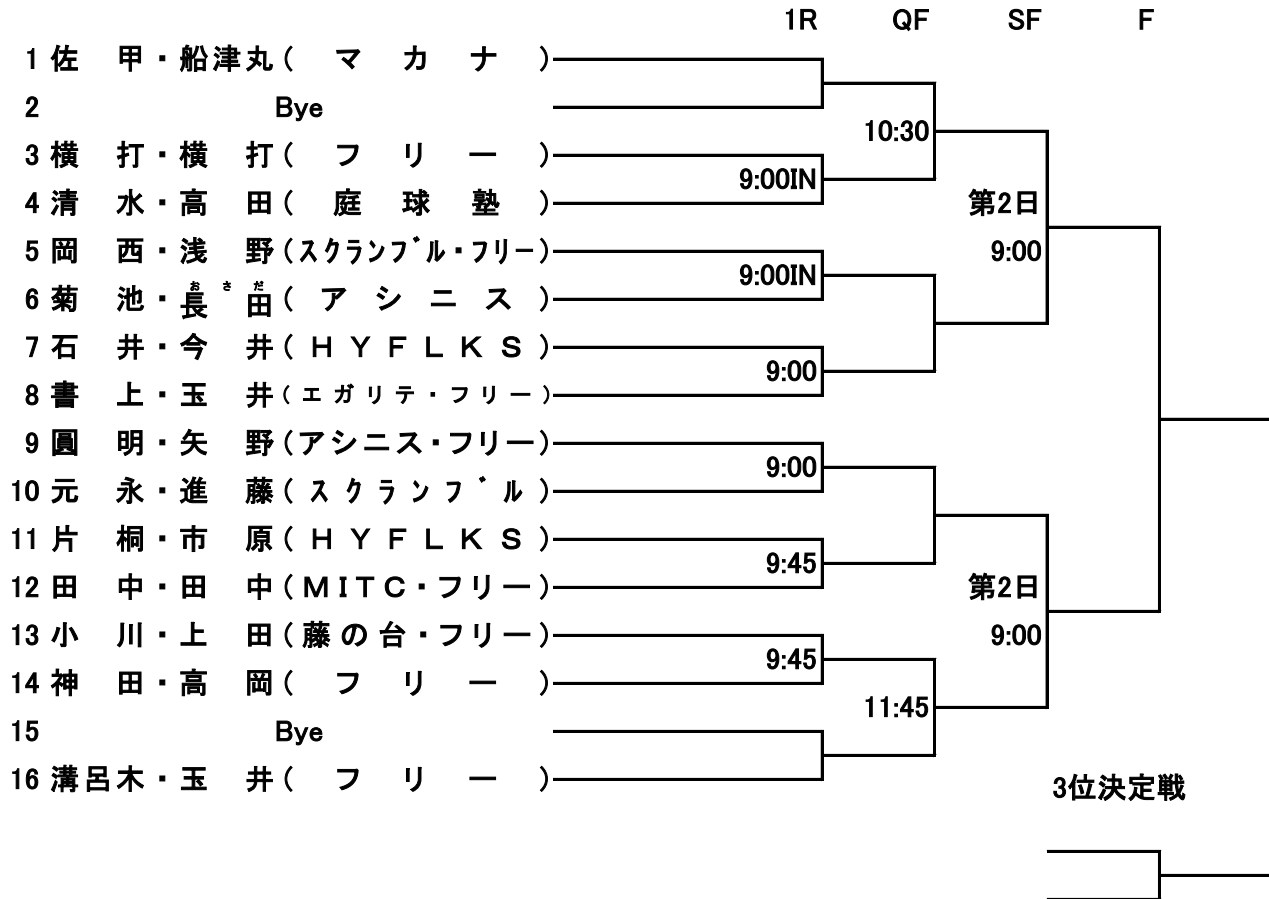 1R QF SF F
1 佐甲・船津丸(マカナ)
2 Bye
10:30
3 横打・横打(フリー)
9:00IN
4 清水・高田(庭球塾)
第2日
5 岡西・浅野(スクランブル・フリー)
9:00
9:00IN
おさだ
6 菊池・長田(アシニス)
7 石井・今井(HYFLKS)
9:00
8 書上・玉井(エガリテ・フリー)
9 圓明・矢野(アシニス・フリー)
9:00
10 元永・進藤(スクランブル)
11 片桐・市原(HYFLKS)
9:45
12 田中・田中(MITC・フリー)
第2日
13 小川・上田(藤の台・フリー)
9:00
9:45
14 神田・高岡(フリー)
11:45
15 Bye
16 溝呂木・玉井(フリー)
3位決定戦